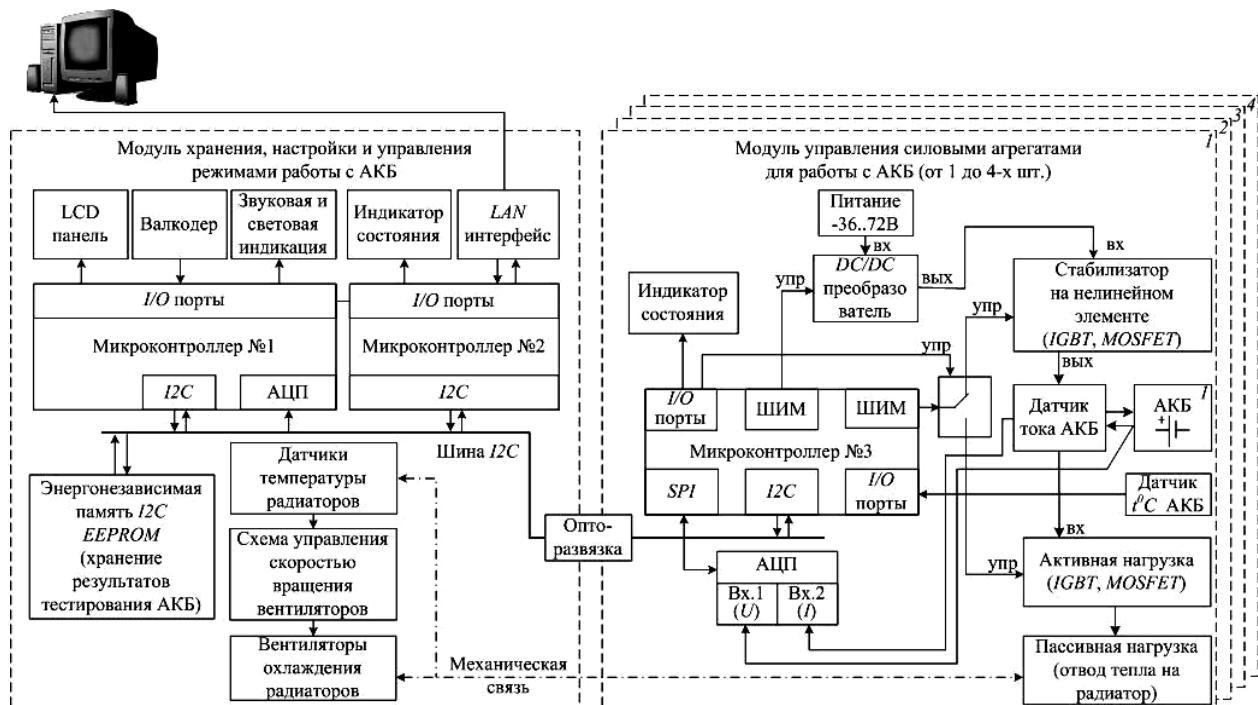 Модуль хранения, настройки и управления
режимами работы с АКБ
LCD
панель
Валкодер
Звуковая и
световая
индикация
Индикатор
состояния
LAN
интерфейс
I/O порты
I/O порты
Микроконтроллер №1
Микроконтроллер №2
I2C
АЦП
I2C
Шина I2C
Энергонезависимая
память I2C
EEPROM
(хранение
результатов
тестирования АКБ)
Датчики
температуры
радиаторов
Схема управления
скоростью
вращения
вентиляторов
Вентиляторы
охлаждения
радиаторов
Механическая
связь
Опто-
развязка
1
2
3
4
Модуль управления силовыми агрегатами
для работы с АКБ (от 1 до 4-х шт.)
Питание
-36..72В
вх
DC/DC
преобразо
ватель
упр
вых
вх
Стабилизатор
на нелинейном
элементе
(IGBT, MOSFET)
упр
вых
Индикатор
состояния
упр
I/O
порты
ШИМ
ШИМ
Микроконтроллер №3
SPI
I2C
I/O
порты
Датчик
тока АКБ
АКБ
1
+
Датчик
t⁰C АКБ
вх
АЦП
Вх.1
(U)
Вх.2
(I)
упр
Активная нагрузка
(IGBT, MOSFET)
Пассивная нагрузка
(отвод тепла на
радиатор)